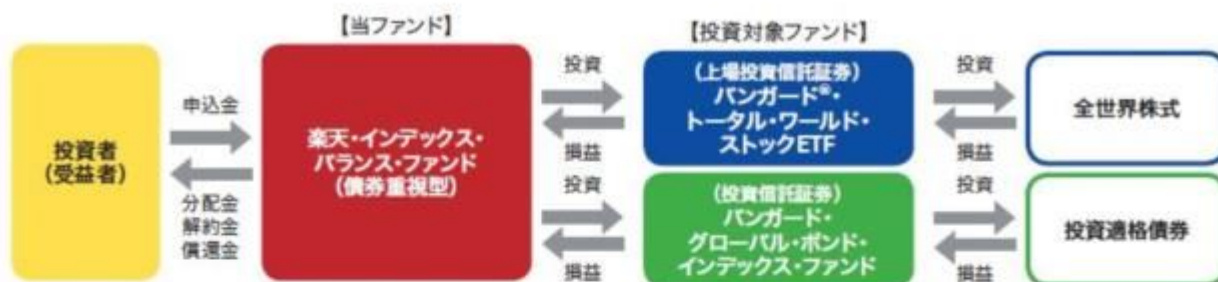 【当ファンド】
【投資対象ファンド】
投資者
(受益者)
申込金
分配金
解約金
償還金
楽天・インデックス・
バランス・ファンド
(債券重視型)
投資
損益
投資
損益
(上場投資信託証券)
バンガード®・
トータル・ワールド・
ストックETF
(投資信託証券)
バンガード・
グローバル・ボンド・
インデックス・ファンド
投資
損益
投資
損益
全世界株式
投資適格債券